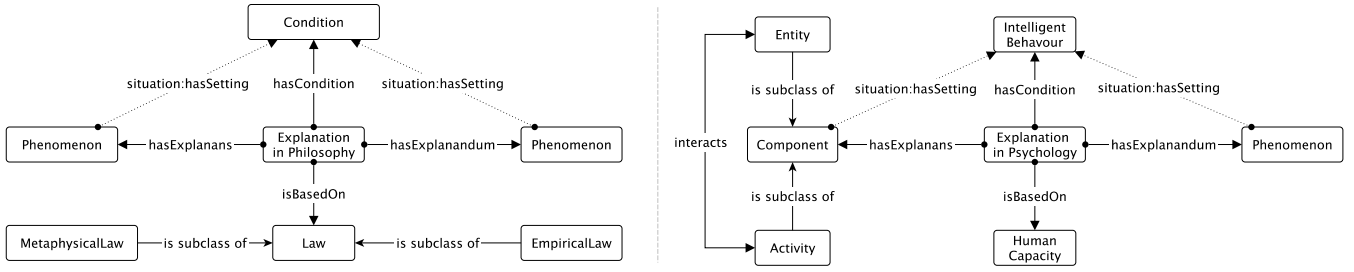 Condition
situation:hasSetting
hasCondition
situation:hasSetting
Phenomenon
hasExplanans
Explanation
in Philosophy
hasExplanandum
Phenomenon
isBasedOn
MetaphysicalLaw
is subclass of
Law
is subclass of
EmpiricalLaw
Entity
Intelligent
Behavour
is subclass of
situation:hasSetting
hasCondition
situation:hasSetting
interacts
Component
hasExplanans
Explanation
in Psychology
hasExplanandum
Phenomenon
is subclass of
isBasedOn
Activity
Human
Capacity